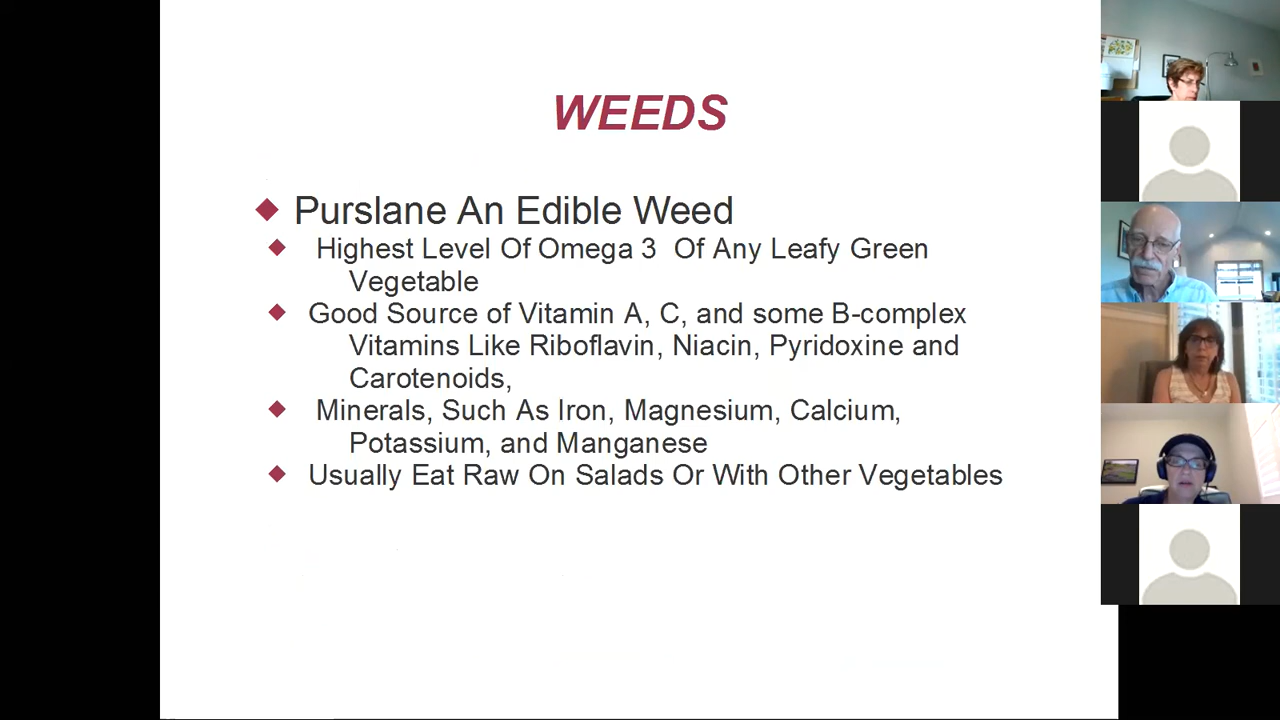 WEEDS
Purslane An Edible Weed
Highest Level Of Omega 3 Of Any Leafy Green
Vegetable
Good Source of Vitamin A, C, and some B-complex
Vitamins Like Riboflavin, Niacin, Pyridoxine and
Carotenoids,
Minerals, Such As Iron, Magnesium, Calcium,
Potassium, and Manganese
Usually Eat Raw On Salads Or With Other Vegetables